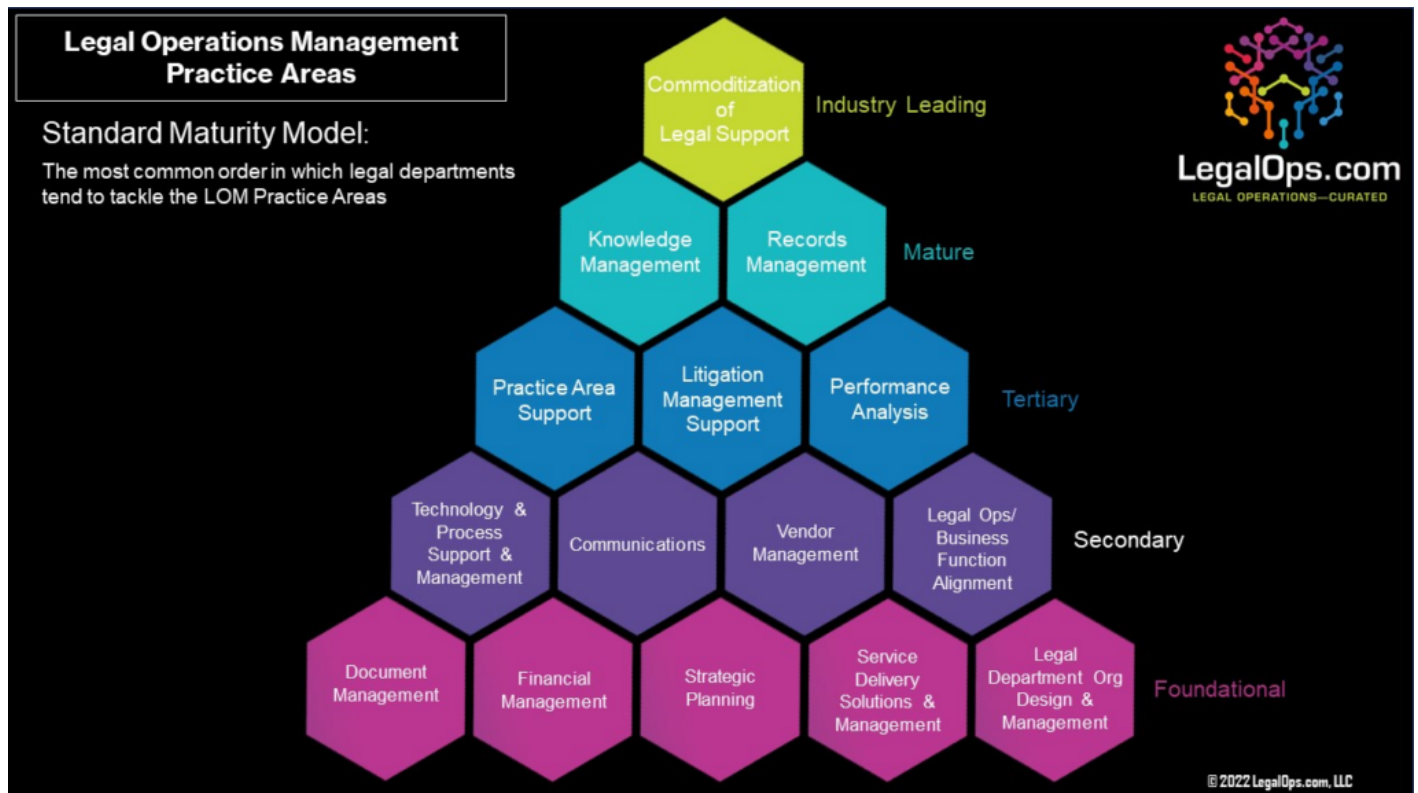 Legal Operations Management
Practice Areas
Standard Maturity Model:
The most common order in which legal departments
tend to tackle the LOM Practice Areas
LegalOps.com
LEGAL OPERATIONS—CURATED
Commoditization
of
Legal Support
Industry Leading
Knowledge
Management
Records
Management
Mature
Practice Area
Support
Litigation
Management
Support
Performance
Analysis
Tertiary
Technology &
Process
Support &
Management
Communications
Vendor
Management
Legal Ops/
Business
Function
Alignment
Secondary
Document
Management
Financial
Management
Strategic
Planning
Service
Delivery
Solutions &
Management
Legal
Department Org
Design &
Management
Foundational
© 2022 LegalOps.com, LLC